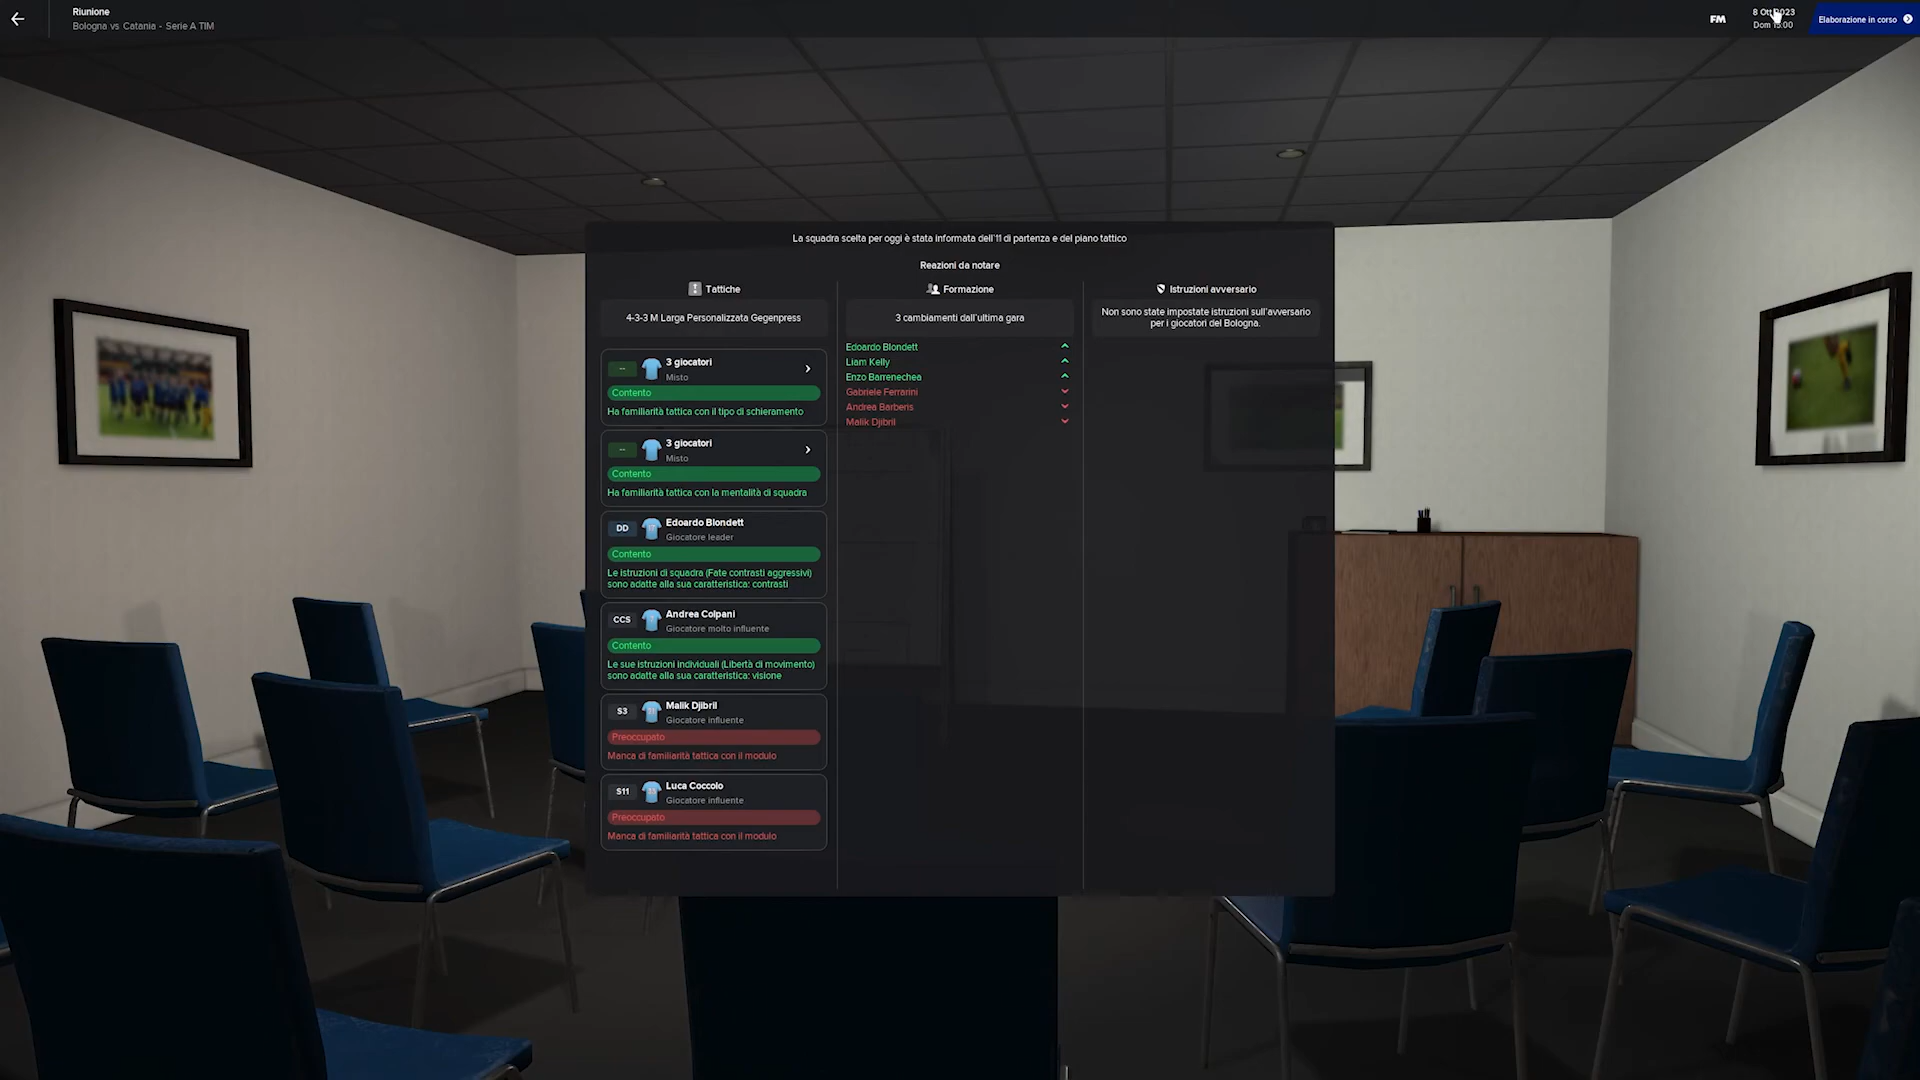 Riunione
Bologna vs Catania - Serie A TIM
FM
8 Ott 2023
Dom 15:00
Elaborazione in corso
La squadra scelta per oggi è stata informata dell'11 di partenza e del piano tattico
Reazioni da notare
Tattiche
4-3-3 M Larga Personalizzata Gegenpress
--
3 giocatori
Misto
Contento
Ha familiarità tattica con il tipo di schieramento
--
3 giocatori
Misto
Contento
Ha familiarità tattica con la mentalità di squadra
DD
Edoardo Blondett
Giocatore leader
Contento
Le istruzioni di squadra (Fate contrasti aggressivi)
sono adatte alla sua caratteristica: contrasti
CCS
Andrea Colpani
Giocatore molto influente
Contento
Le sue istruzioni individuali (Libertà di movimento)
sono adatte alla sua caratteristica: visione
S3
Malik Djibril
Giocatore influente
Preoccupato
Manca di familiarità tattica con il modulo
S11
Luca Coccolo
Giocatore influente
Preoccupato
Manca di familiarità tattica con il modulo
Formazione
3 cambiamenti dall'ultima gara
Edoardo Blondett
Liam Kelly
Enzo Barrenechea
Gabriele Ferrarini
Andrea Barberis
Malik Djibril
Istruzioni avversario
Non sono state impostate istruzioni sull'avversario
per i giocatori del Bologna.